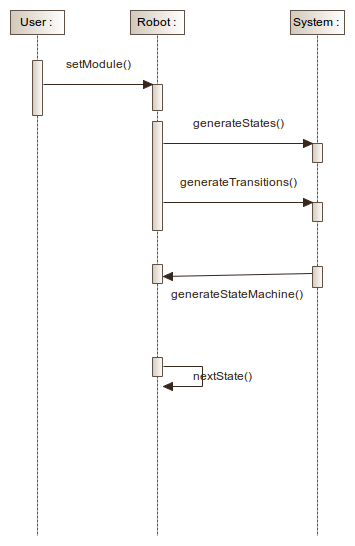 User : Robot : System :
setModule()
generateStates()
generateTransitions()
generateStateMachine()
nextState()